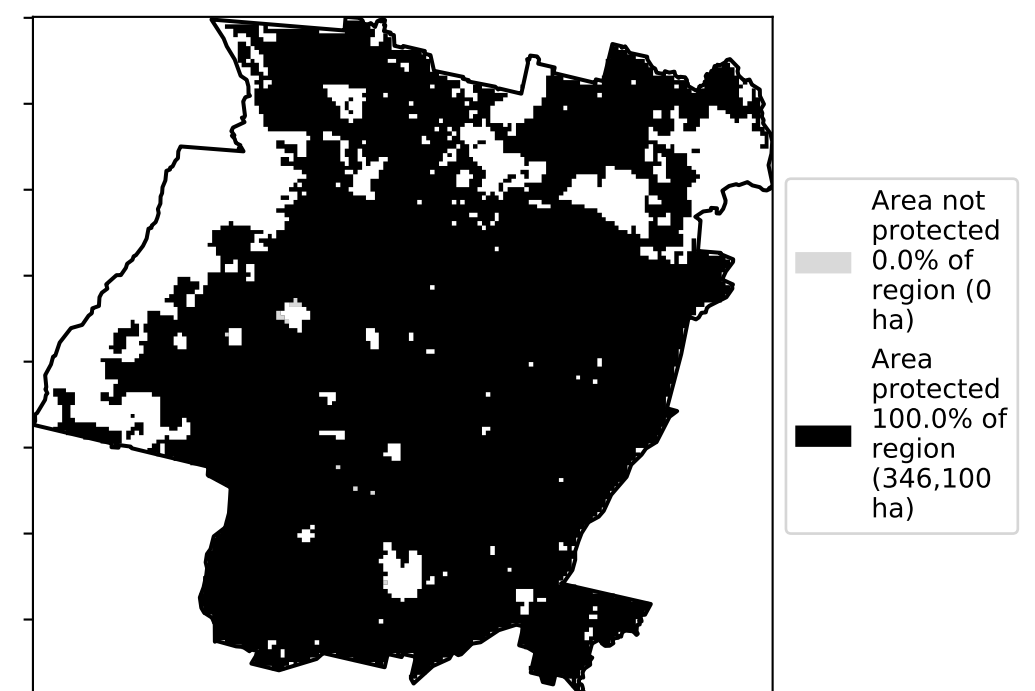 Area not
protected
0.0% of
region (0
ha)
Area
protected
100.0% of
region
(346,100
ha)